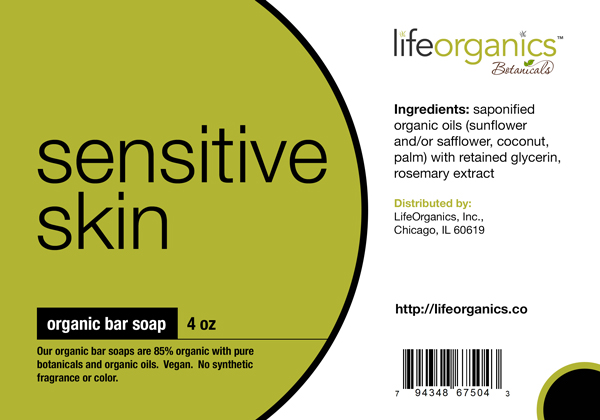 sensitive
skin
organic bar soap 4 oz
Our organic bar soaps are 85% organic with pure
botanicals and organic oils. Vegan. No synthetic
fragrance or color.
lifeorganics™
Botanicals
Ingredients: saponified
organic oils (sunflower
and/or safflower, coconut,
palm) with retained glycerin,
rosemary extract
Distributed by:
LifeOrganics, Inc.,
Chicago, IL 60619
http://lifeorganics.co
7 94348 67504 3